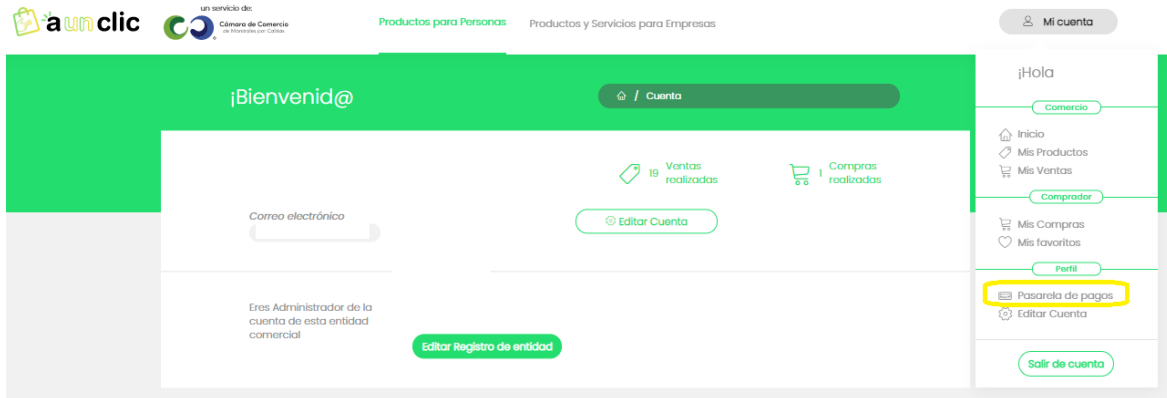 a un clic
un servicio de:
Cámara de Comercio
de Manizales por Caldas
Productos para Personas
Productos y Servicios para Empresas
Mi cuenta
¡Bienvenid@
/ Cuenta
19 Ventas
realizadas
1 Compras
realizadas
Correo electrónico
Editar Cuenta
Eres Administrador de la
cuenta de esta entidad
comercial
Editar Registro de entidad
¡Hola
Comercio
Inicio
Mis Productos
Mis Ventas
Comprador
Mis Compras
Mis favoritos
Perfil
Pasarela de pagos
Editar Cuenta
Salir de cuenta